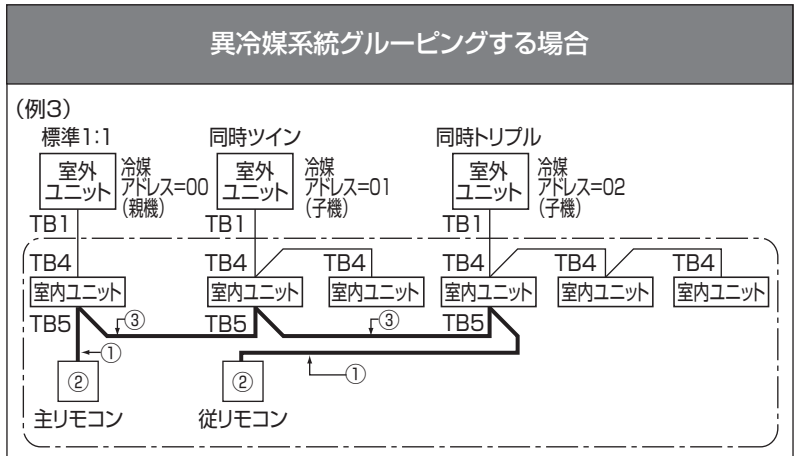 異冷媒系統グルーピングする場合
(例3)
標準1:1
室外
ユニット
冷媒
アドレス=00
(親機)
同時ツイン
室外
ユニット
冷媒
アドレス=01
(子機)
同時トリプル
室外
ユニット
冷媒
アドレス=02
(子機)
TB1
TB1
TB1
TB4
TB4
TB4
TB4
TB4
TB4
室内ユニット
室内ユニット
室内ユニット
室内ユニット
室内ユニット
室内ユニット
TB5
③
TB5
③
TB5
①
②
②
①
主リモコン
従リモコン